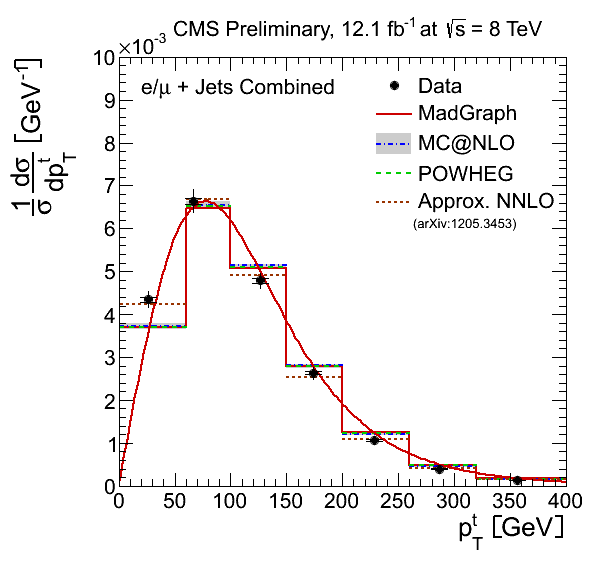 CMS Preliminary, 12.1 fb⁻¹ at √s = 8 TeV
×10⁻³
e/μ + Jets Combined
Data
MadGraph
MC@NLO
POWHEG
Approx. NNLO
(arXiv:1205.3453)
1/σ dσ/dp_T^t [GeV⁻¹]
10
9
8
7
6
5
4
3
2
1
0
0 50 100 150 200 250 300 350 400
p_T^t [GeV]